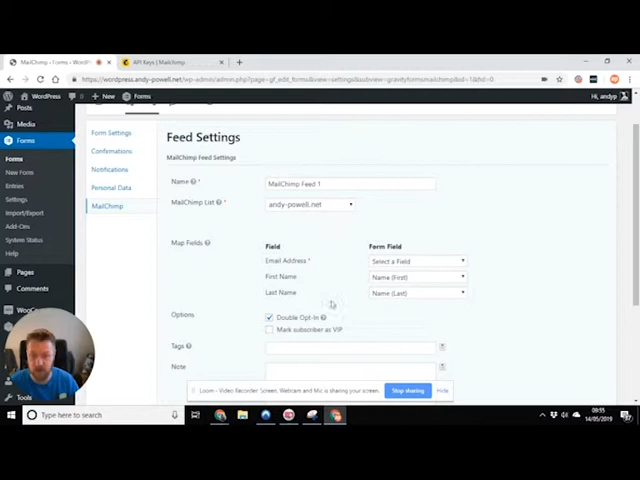 MailChimp - Forms ‹ WordPr
API Keys | Mailchimp
https://wordpress.andy-powell.net/wp-admin/admin.php?page=gf_edit_forms&view=settings&subview=gravityformsmailchimp&id=1&fid=0
WordPress
New
Forms
Hi, andyp
Posts
Media
Forms
Forms
New Form
Entries
Settings
Import/Export
Add-Ons
System Status
Help
Pages
Comments
WooC
Tools
Form Settings
Confirmations
Notifications
Personal Data
MailChimp
Feed Settings
MailChimp Feed Settings
Name *
MailChimp Feed 1
MailChimp List *
andy-powell.net
Map Fields
Field
Form Field
Email Address *
Select a Field
First Name
Name (First)
Last Name
Name (Last)
Options
Double Opt-In
Mark subscriber as VIP
Tags
Note
Loom - Video Recorder Screen, Webcam and Mic is sharing your screen.
Stop sharing
Hide
Type here to search
09:55
14/05/2019